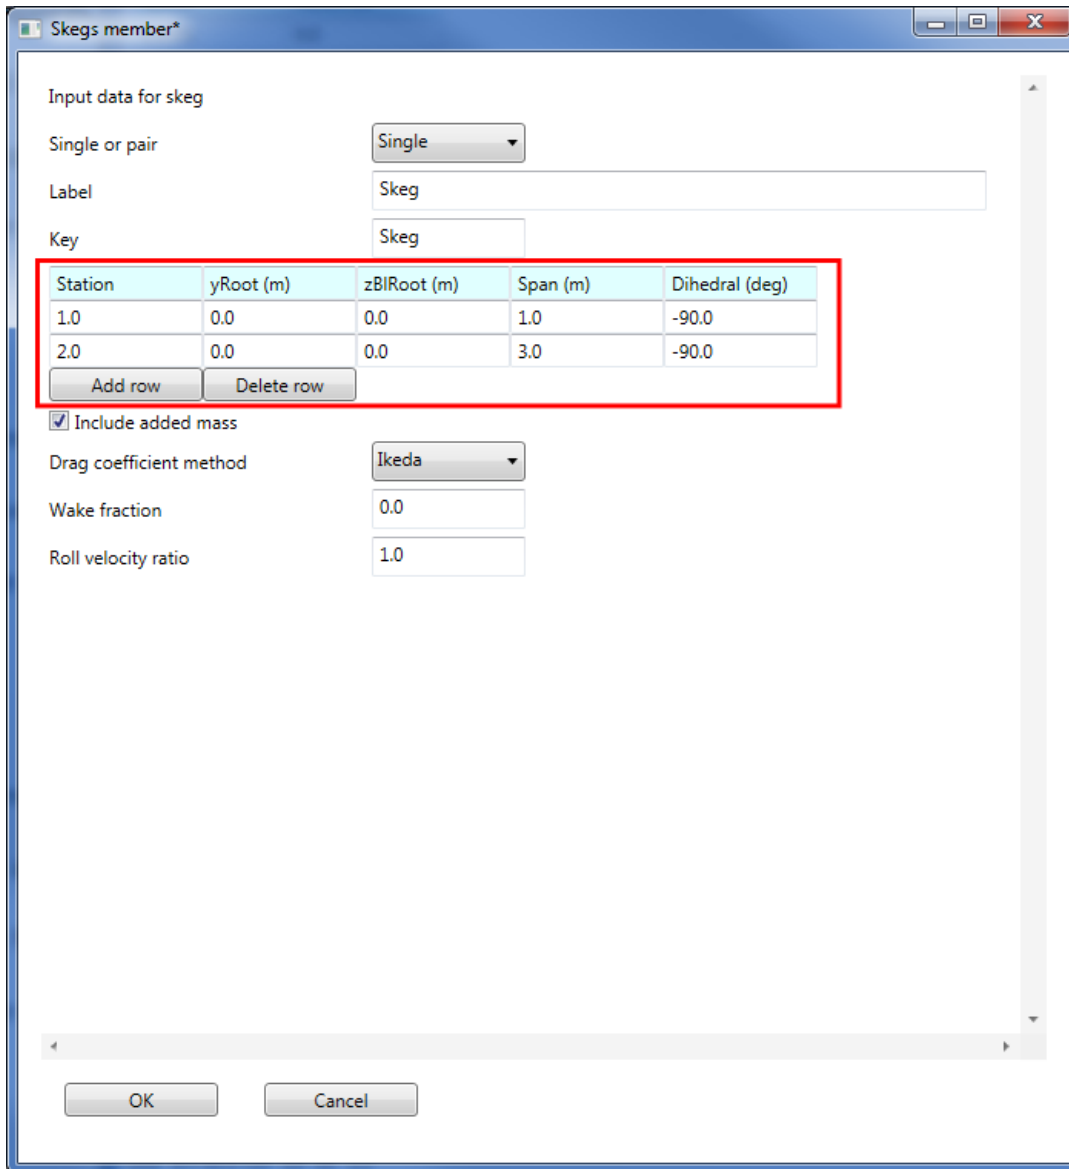 Skegs member*
Input data for skeg
Single or pair Single
Label Skeg
Key Skeg
Station yRoot (m) zBlRoot (m) Span (m) Dihedral (deg)
1.0 0.0 0.0 1.0 -90.0
2.0 0.0 0.0 3.0 -90.0
Add row Delete row
Include added mass
Drag coefficient method Ikeda
Wake fraction 0.0
Roll velocity ratio 1.0
OK Cancel